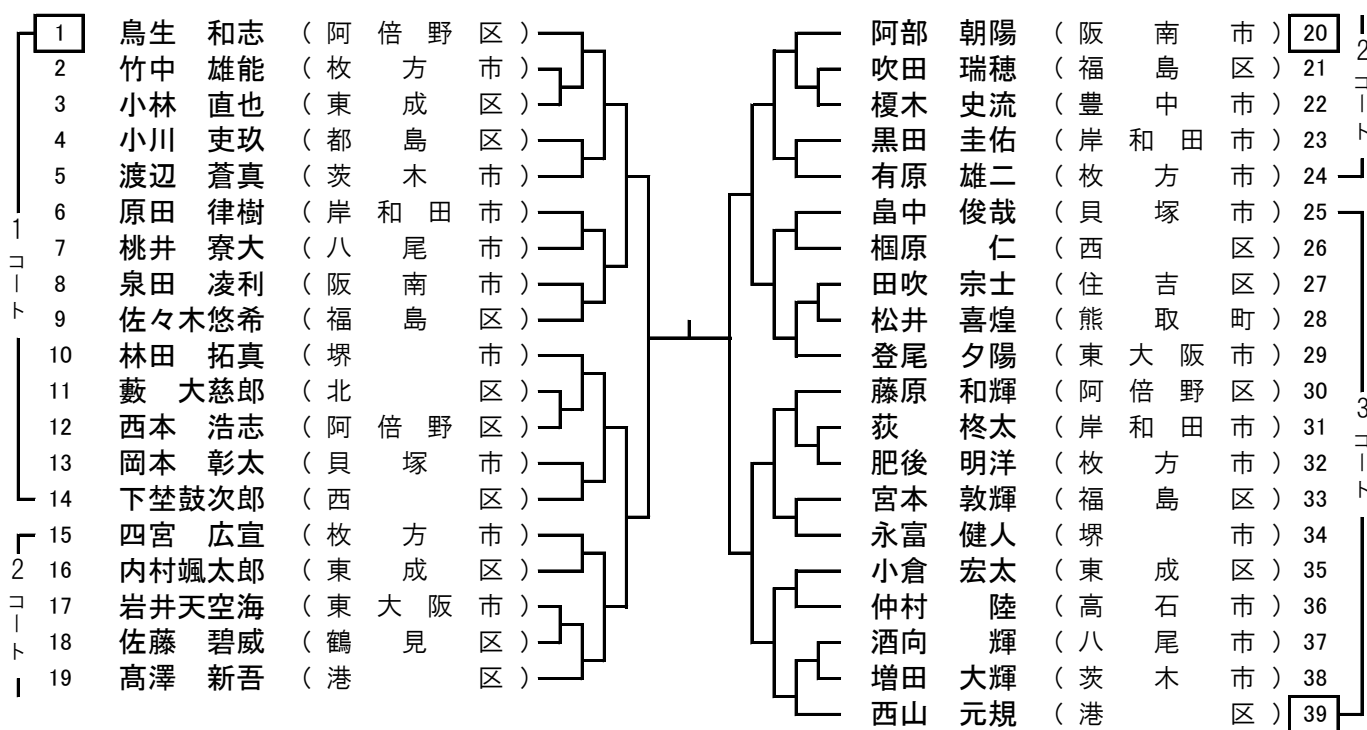 1 鳥生 和志 (阿倍野区)
2 竹中 雄能 (枚方市)
3 小林 直也 (東成区)
4 小川 吏玖 (都島区)
5 渡辺 蒼真 (茨木市)
6 原田 律樹 (岸和田市)
7 桃井 寮大 (八尾市)
8 泉田 凌利 (阪南市)
9 佐々木悠希 (福島区)
10 林田 拓真 (堺市)
11 藪 大慈郎 (北区)
12 西本 浩志 (阿倍野区)
13 岡本 彰太 (貝塚市)
14 下埜鼓次郎 (西区)
1コート
15 四宮 広宣 (枚方市)
16 内村颯太郎 (東成区)
17 岩井天空海 (東大阪市)
18 佐藤 碧威 (鶴見区)
19 髙澤 新吾 (港区)
2コート
阿部 朝陽 (阪南市) 20
吹田 瑞穂 (福島区) 21
榎木 史流 (豊中市) 22
黒田 圭佑 (岸和田市) 23
有原 雄二 (枚方市) 24
2コート
畠中 俊哉 (貝塚市) 25
椢原 仁 (西区) 26
田吹 宗士 (住吉区) 27
松井 喜煌 (熊取町) 28
登尾 夕陽 (東大阪市) 29
藤原 和輝 (阿倍野区) 30
荻 柊太 (岸和田市) 31
肥後 明洋 (枚方市) 32
宮本 敦輝 (福島区) 33
永富 健人 (堺市) 34
小倉 宏太 (東成区) 35
仲村 陸 (高石市) 36
酒向 輝 (八尾市) 37
増田 大輝 (茨木市) 38
西山 元規 (港区) 39
3コート